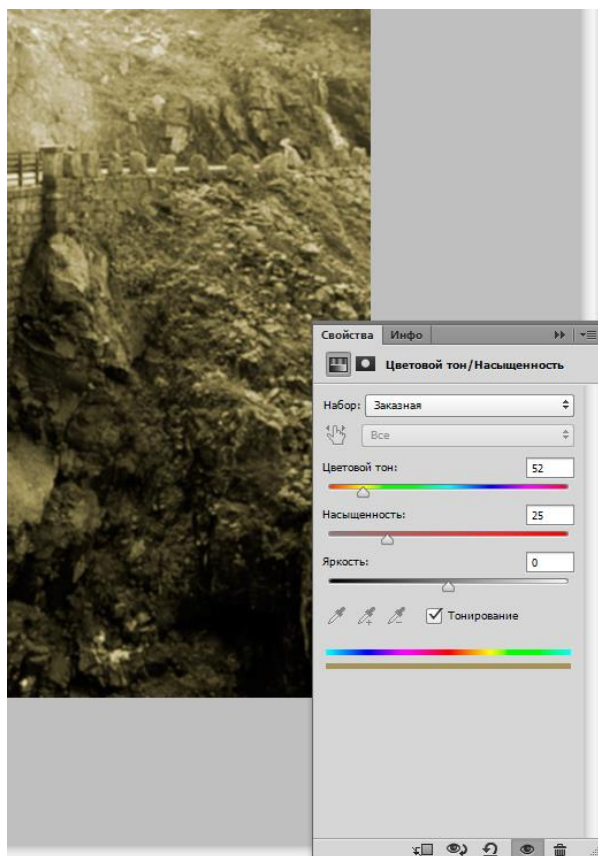 Свойства Инфо
Цветовой тон/Насыщенность
Набор: Заказная
Все
Цветовой тон: 52
Насыщенность: 25
Яркость: 0
Тонирование